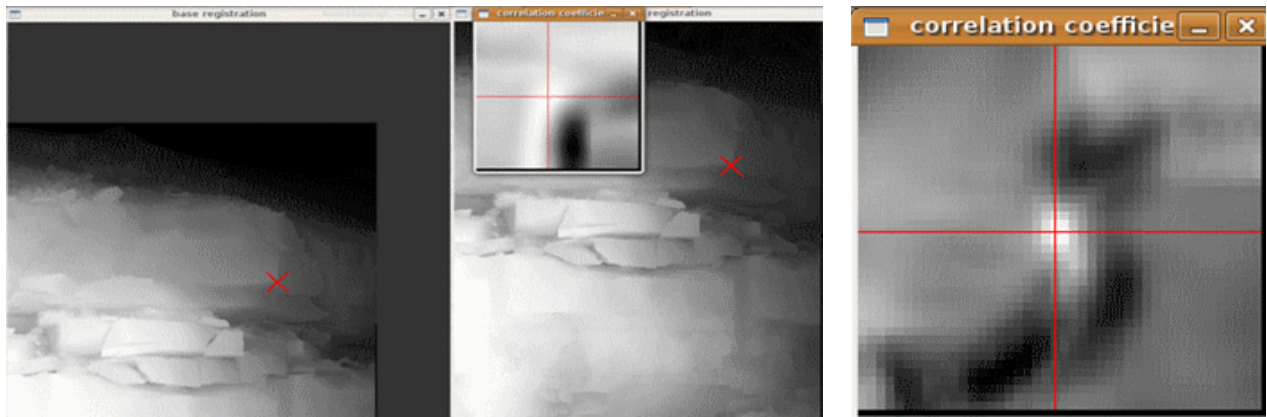 base registration
correlation coefficie
registration
correlation coefficie